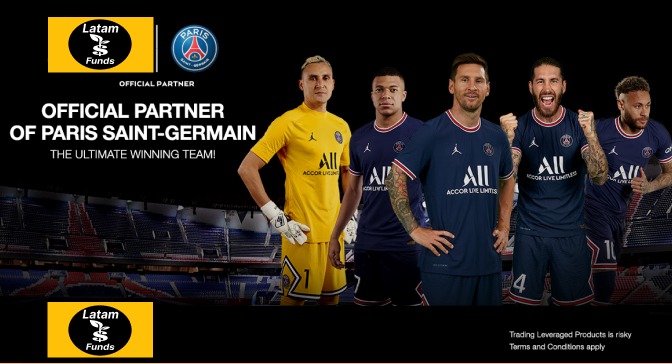 Latam
Funds
PARIS
SAINT-GERMAIN
OFFICIAL PARTNER
OFFICIAL PARTNER
OF PARIS SAINT-GERMAIN
THE ULTIMATE WINNING TEAM!
ALL
ACCOR LIVE LIMITLESS
ALL
ACCOR LIVE LIMITLESS
ALL
ACCOR LIVE LIMITLESS
ALL
ACCOR LIVE LIMITLESS
ALL
1
4
Latam
Funds
Trading Leveraged Products is risky
Terms and Conditions apply